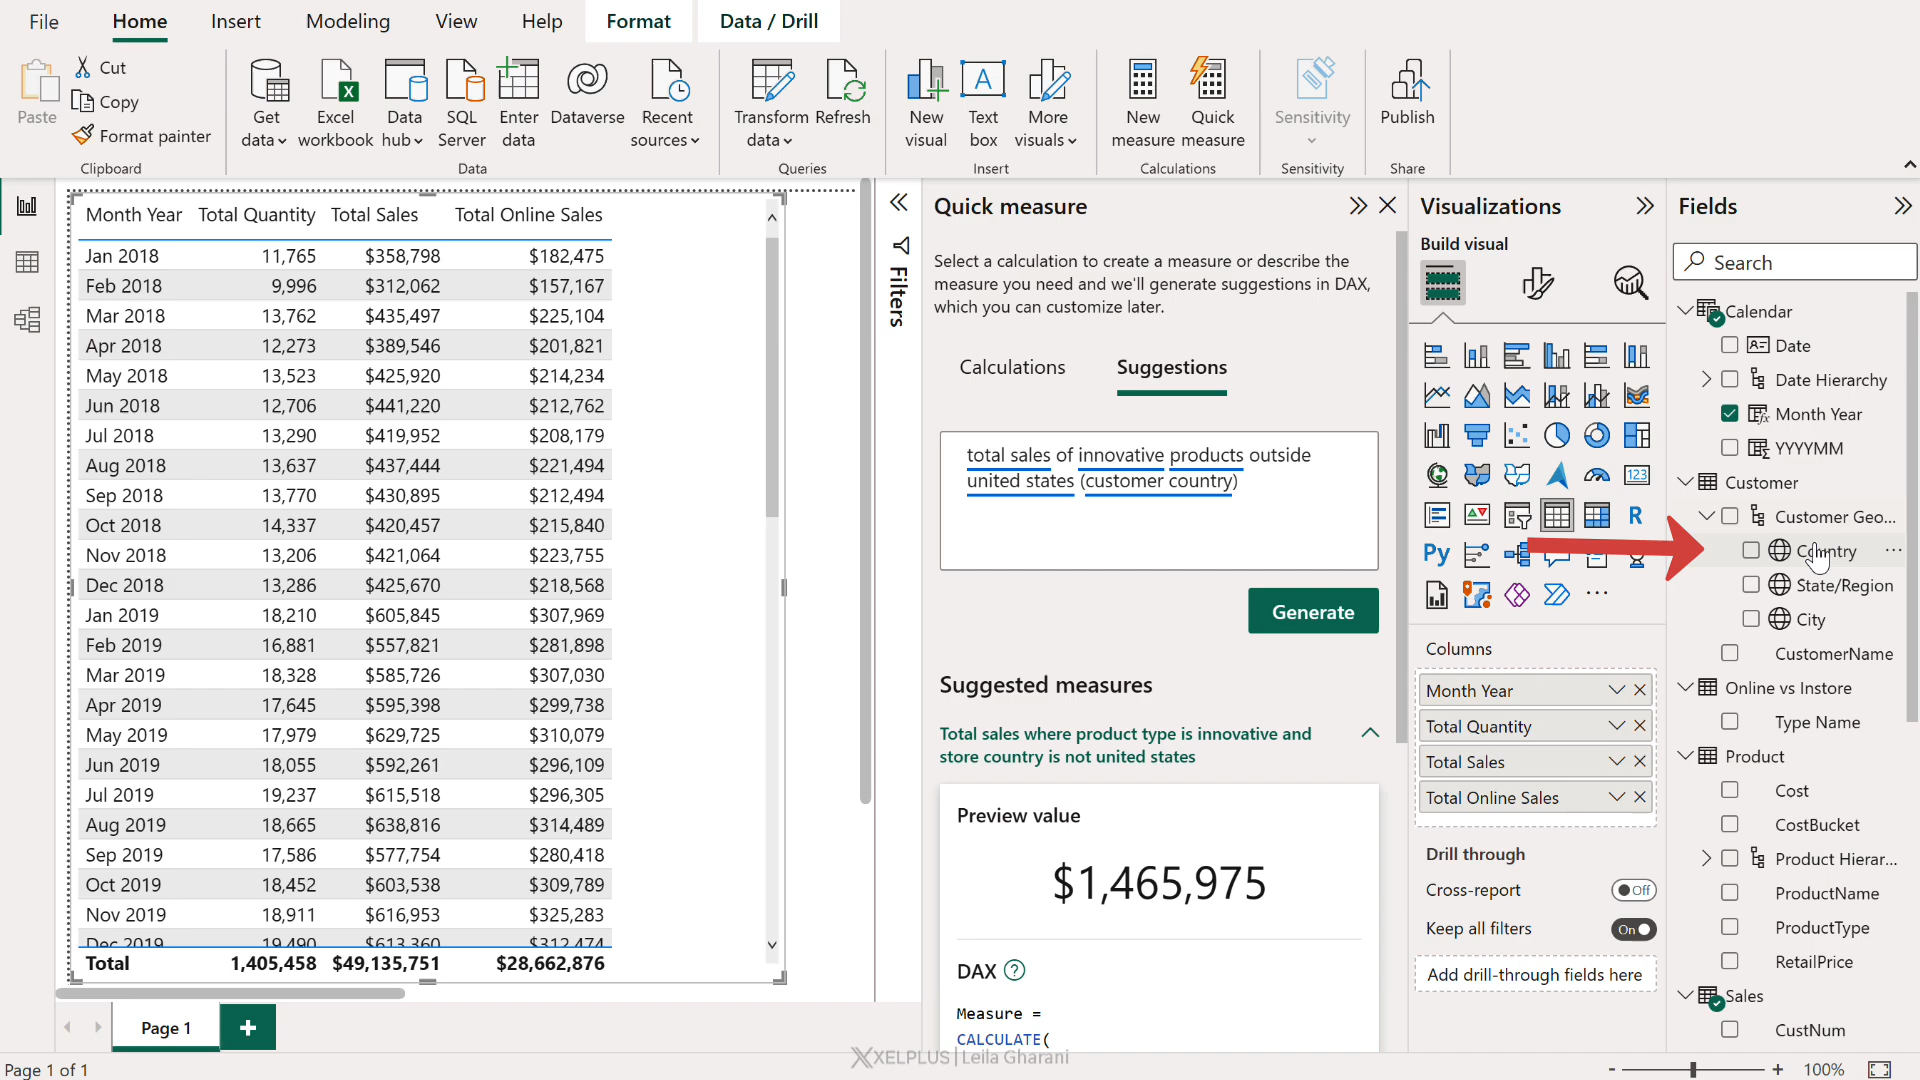 File
Home
Insert
Modeling
View
Help
Format
Data / Drill
Paste
Cut
Copy
Format painter
Clipboard
Get data
Excel workbook
Data hub
SQL Server
Enter data
Dataverse
Recent sources
Data
Transform data
Refresh
Queries
New visual
A
Text box
More visuals
Insert
New measure
Quick measure
Calculations
Sensitivity
Sensitivity
Publish
Share
Month Year Total Quantity Total Sales Total Online Sales
Jan 2018 11,765 $358,798 $182,475
Feb 2018 9,996 $312,062 $157,167
Mar 2018 13,762 $435,497 $225,104
Apr 2018 12,273 $389,546 $201,821
May 2018 13,523 $425,920 $214,234
Jun 2018 12,706 $441,220 $212,762
Jul 2018 13,290 $419,952 $208,179
Aug 2018 13,637 $437,444 $221,494
Sep 2018 13,770 $430,895 $212,494
Oct 2018 14,337 $420,457 $215,840
Nov 2018 13,206 $421,064 $223,755
Dec 2018 13,286 $425,670 $218,568
Jan 2019 18,210 $605,845 $307,969
Feb 2019 16,881 $557,821 $281,898
Mar 2019 18,328 $585,726 $307,030
Apr 2019 17,645 $595,398 $299,738
May 2019 17,979 $629,725 $310,079
Jun 2019 18,055 $592,261 $296,109
Jul 2019 19,237 $615,518 $296,305
Aug 2019 18,665 $638,816 $314,489
Sep 2019 17,586 $577,754 $280,418
Oct 2019 18,452 $603,538 $309,789
Nov 2019 18,911 $616,953 $325,283
Dec 2019 19,490 $613,360 $312,474
Total 1,405,458 $49,135,751 $28,662,876
Page 1
Page 1 of 1
Filters
Quick measure
Select a calculation to create a measure or describe the
measure you need and we'll generate suggestions in DAX,
which you can customize later.
Calculations
Suggestions
total sales of innovative products outside
united states (customer country)
Generate
Suggested measures
Total sales where product type is innovative and
store country is not united states
Preview value
$1,465,975
DAX ?
Measure =
CALCULATE(
XELPLUS | Leila Gharani
Visualizations
Build visual
123
R
Py
Columns
Month Year
Total Quantity
Total Sales
Total Online Sales
Drill through
Cross-report
Off
Keep all filters
On
Add drill-through fields here
Fields
Search
Calendar
Date
Date Hierarchy
Month Year
YYYYMM
Customer
Customer Geo...
Country
State/Region
City
CustomerName
Online vs Instore
Type Name
Product
Cost
CostBucket
Product Hierar...
ProductName
ProductType
RetailPrice
Sales
CustNum
- + 100%